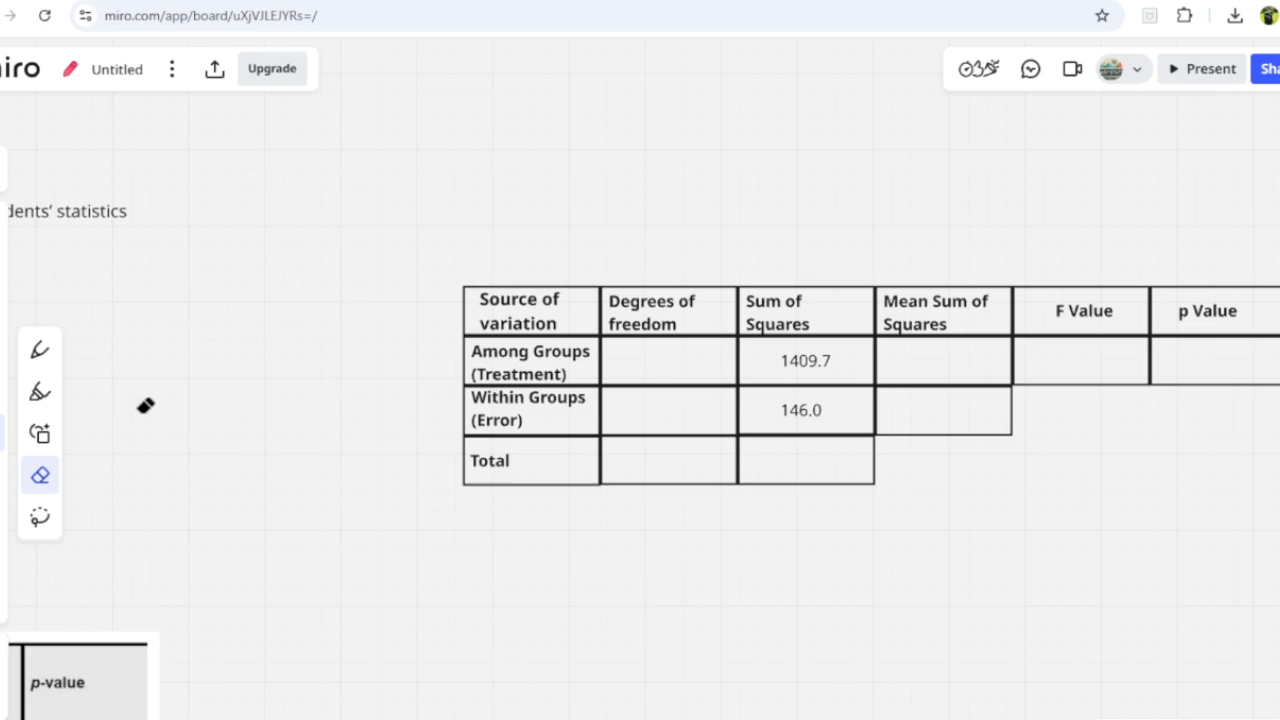 miro.com/app/board/uXjVJLEJYRs=/
iro Untitled Upgrade Present Sha
dents' statistics
Source of variation Degrees of freedom Sum of Squares Mean Sum of Squares F Value p Value
Among Groups (Treatment) 1409.7
Within Groups (Error) 146.0
Total
p-value